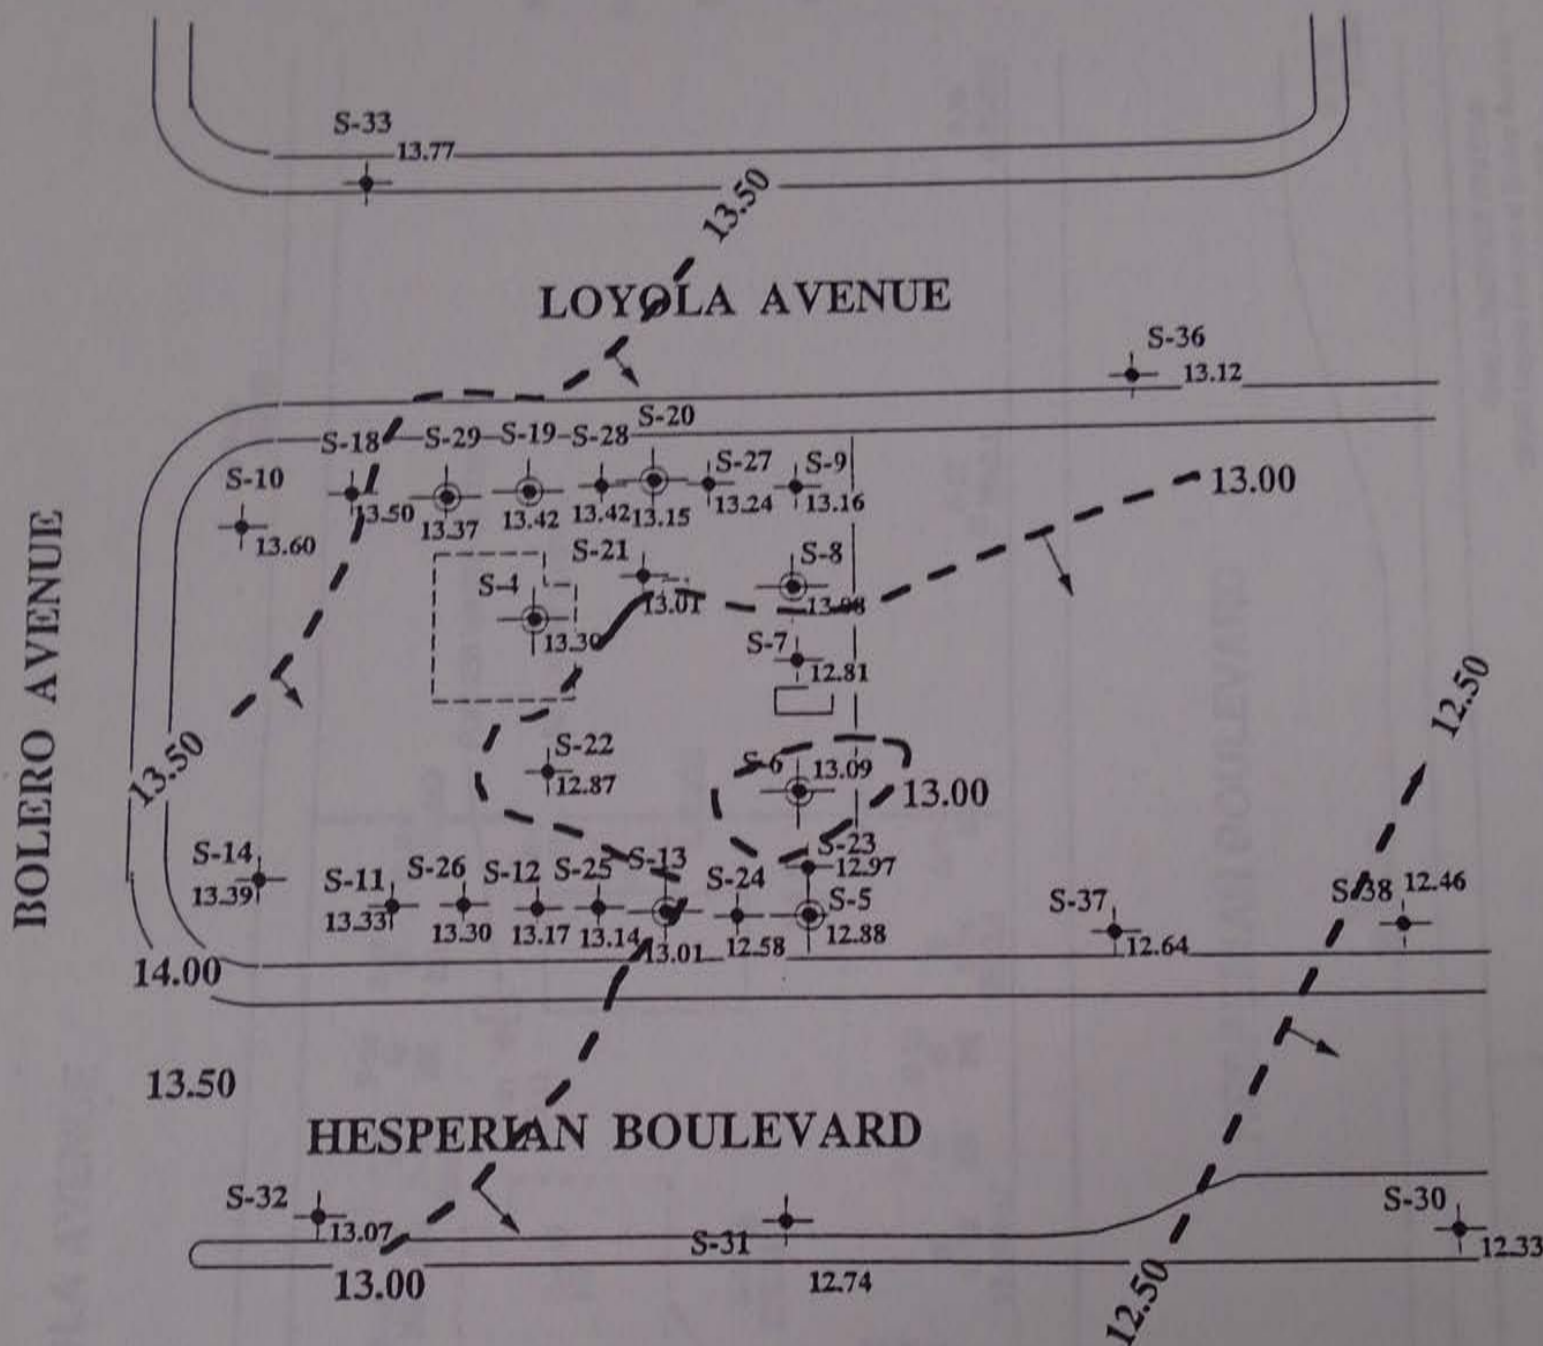 S-33
13.77
13.50
LOYOLA AVENUE
S-36
13.12
S-20
S-18 S-29 S-19 S-28
S-27 S-9
S-10
13.00
13.50 13.37 13.42 13.42 13.15 13.24 13.16
13.60
S-21 S-8
S-4
13.01
13.30
S-7
12.81
BOLERO AVENUE
12.50
13.50
S-22
12.87
S-6 13.09
13.00
S-14
13.39
S-11 S-26 S-12 S-25 S-13
S-23
12.97
S-24
S-5
S-37
S-38 12.46
13.33 13.30 13.17 13.14 13.01 12.58 12.88
12.64
14.00
13.50
HESPERIAN BOULEVARD
S-32
13.07
S-31
S-30
12.33
13.00
12.74
12.50